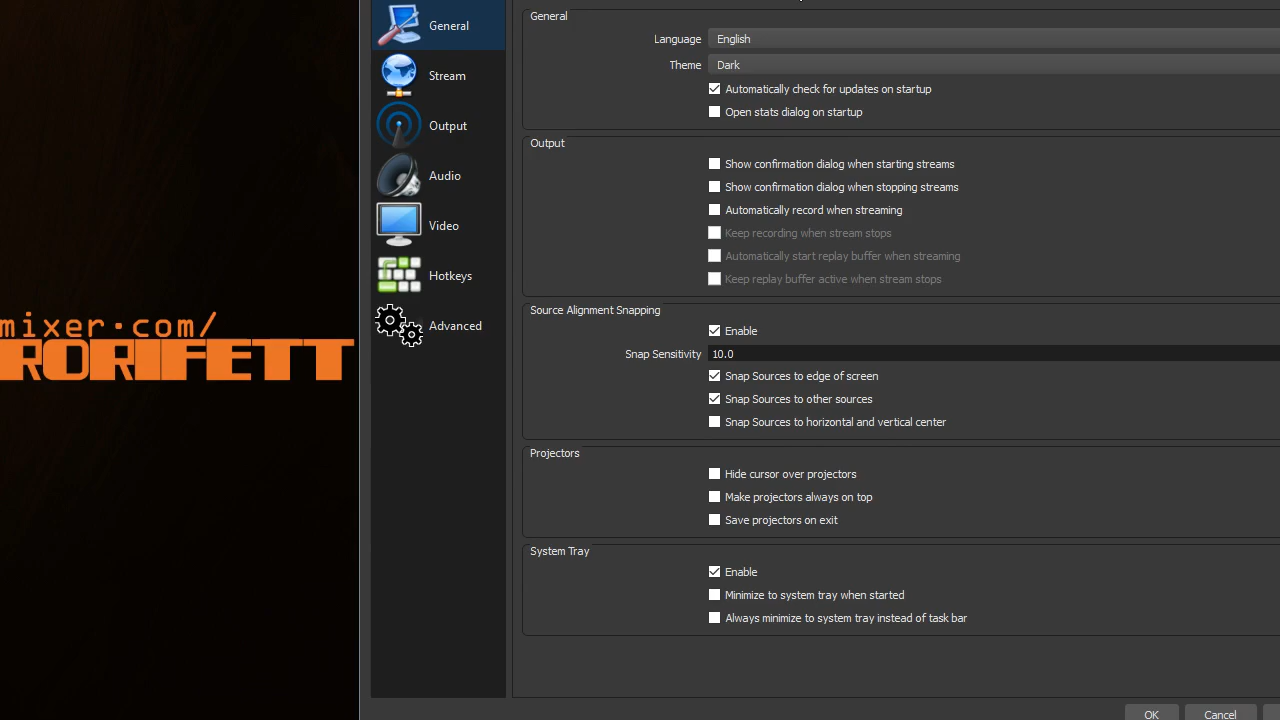 mixer.com/
RORIFETT
General
Stream
Output
Audio
Video
Hotkeys
Advanced
General
Language English
Theme Dark
Automatically check for updates on startup
Open stats dialog on startup
Output
Show confirmation dialog when starting streams
Show confirmation dialog when stopping streams
Automatically record when streaming
Keep recording when stream stops
Automatically start replay buffer when streaming
Keep replay buffer active when stream stops
Source Alignment Snapping
Enable
Snap Sensitivity 10.0
Snap Sources to edge of screen
Snap Sources to other sources
Snap Sources to horizontal and vertical center
Projectors
Hide cursor over projectors
Make projectors always on top
Save projectors on exit
System Tray
Enable
Minimize to system tray when started
Always minimize to system tray instead of task bar
OK Cancel